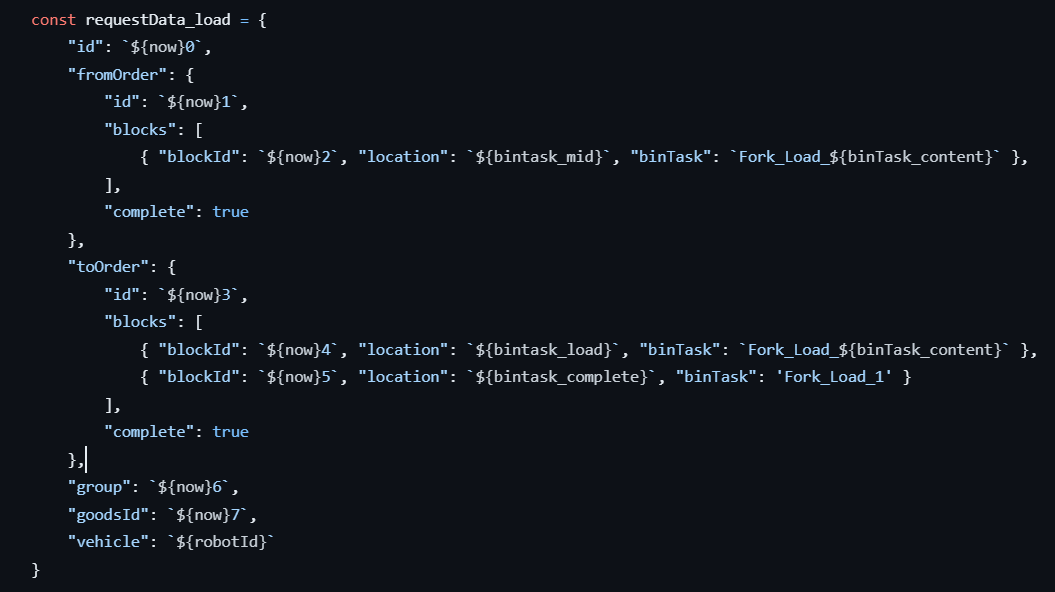 const requestData_load = {
    "id": `${now}0`,
    "fromOrder": {
        "id": `${now}1`,
        "blocks": [
            { "blockId": `${now}2`, "location": `${bintask_mid}`, "binTask": `Fork_Load_${binTask_content}` },
        ],
        "complete": true
    },
    "toOrder": {
        "id": `${now}3`,
        "blocks": [
            { "blockId": `${now}4`, "location": `${bintask_load}`, "binTask": `Fork_Load_${binTask_content}` },
            { "blockId": `${now}5`, "location": `${bintask_complete}`, "binTask": 'Fork_Load_1' }
        ],
        "complete": true
    },
    "group": `${now}6`,
    "goodsId": `${now}7`,
    "vehicle": `${robotId}`
}